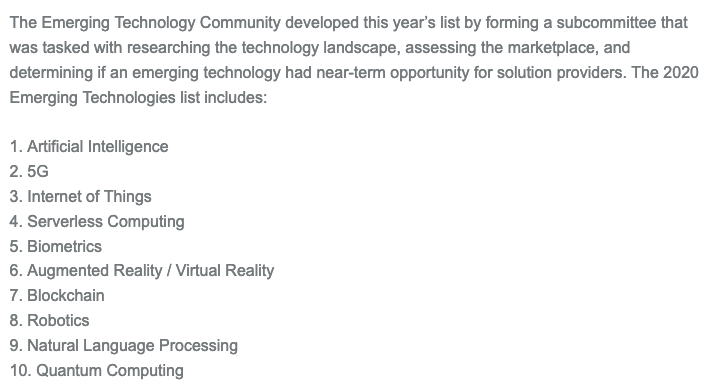 The Emerging Technology Community developed this year's list by forming a subcommittee that
was tasked with researching the technology landscape, assessing the marketplace, and
determining if an emerging technology had near-term opportunity for solution providers. The 2020
Emerging Technologies list includes:
1. Artificial Intelligence
2. 5G
3. Internet of Things
4. Serverless Computing
5. Biometrics
6. Augmented Reality / Virtual Reality
7. Blockchain
8. Robotics
9. Natural Language Processing
10. Quantum Computing